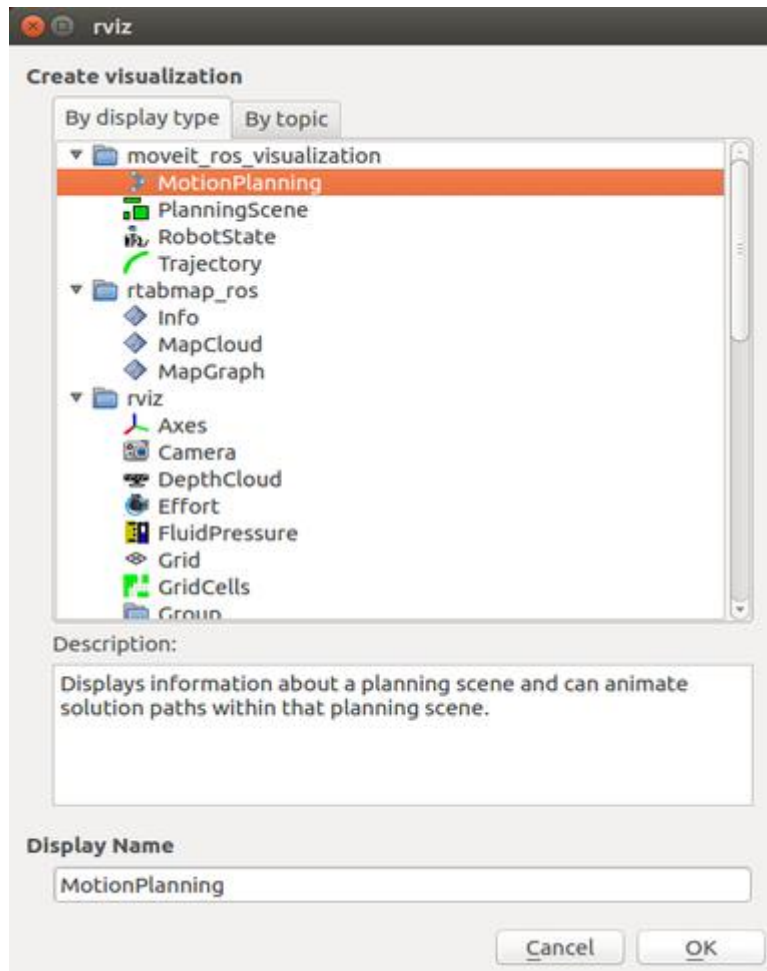 rviz
Create visualization
By display type
By topic
moveit_ros_visualization
MotionPlanning
PlanningScene
RobotState
Trajectory
rtabmap_ros
Info
MapCloud
MapGraph
rviz
Axes
Camera
DepthCloud
Effort
FluidPressure
Grid
GridCells
Group
Description:
Displays information about a planning scene and can animate
solution paths within that planning scene.
Display Name
MotionPlanning
Cancel
OK